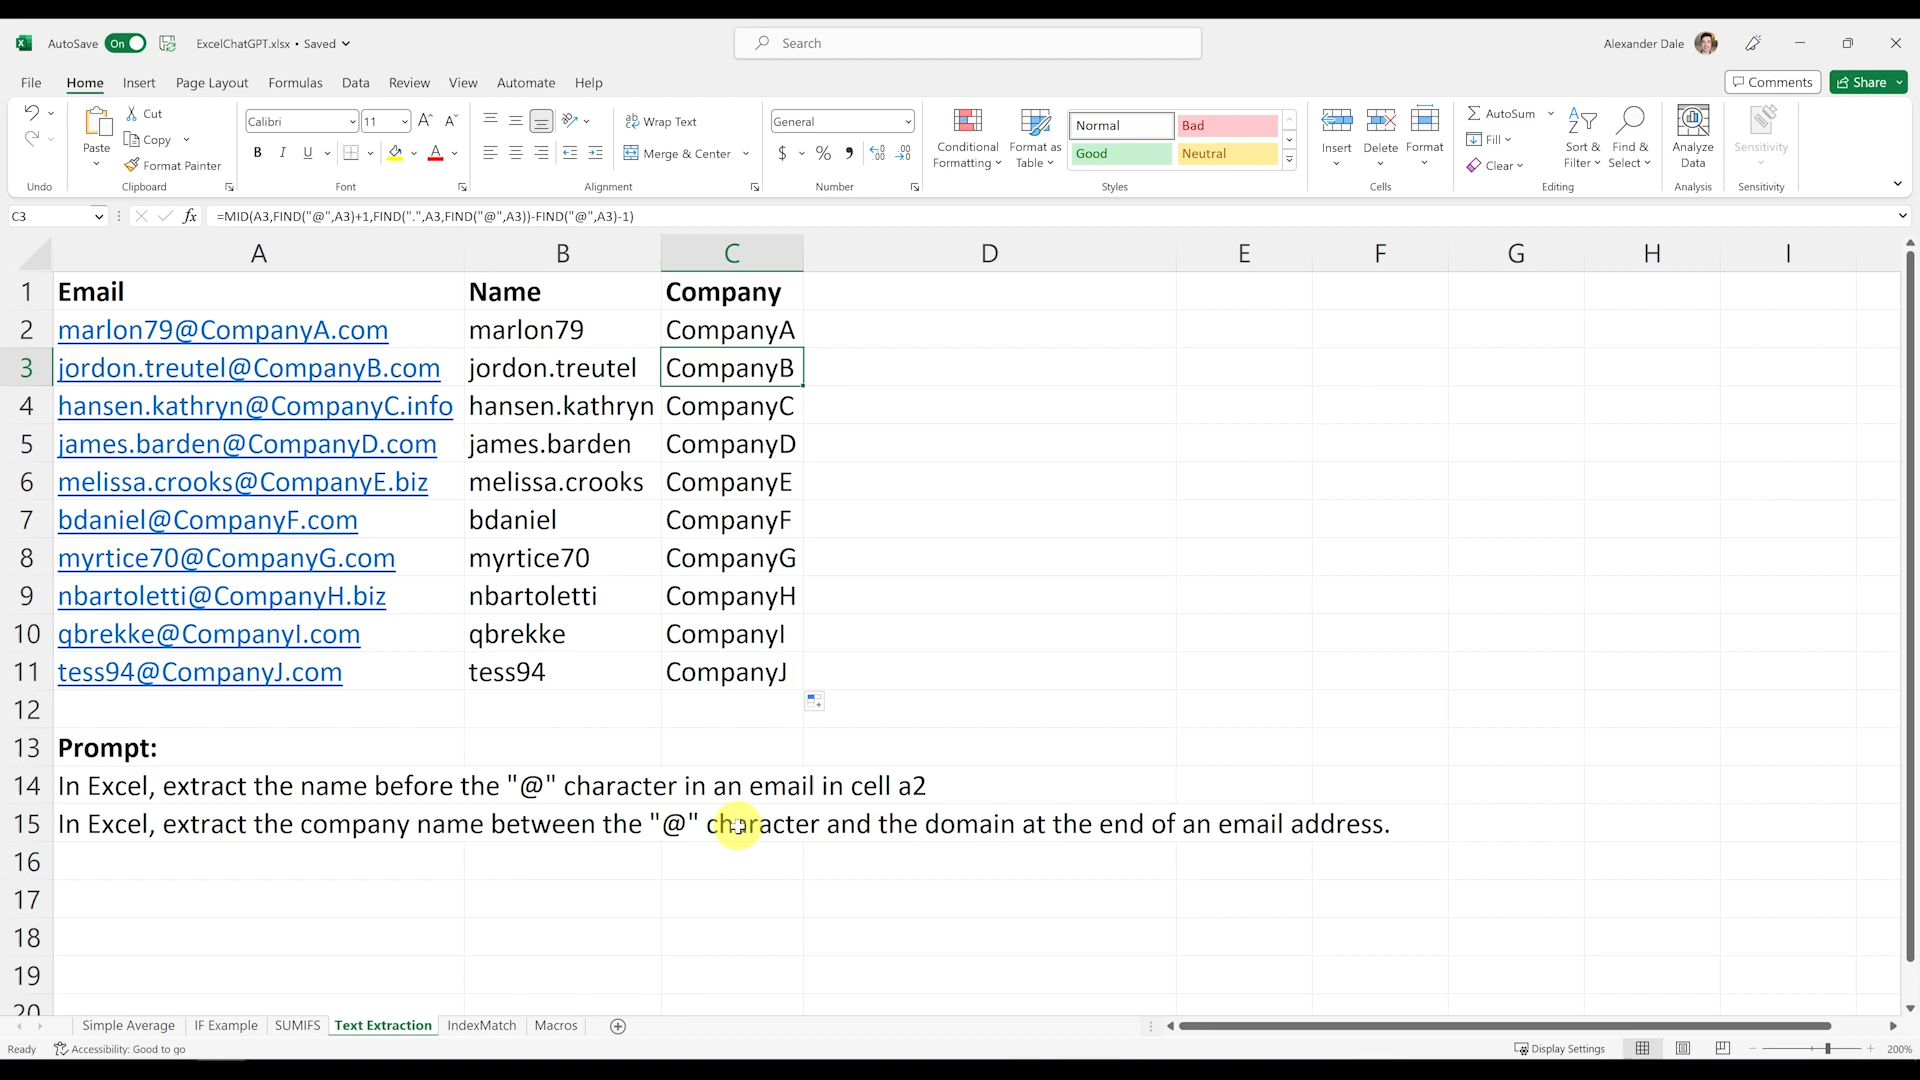 AutoSave On ExcelChatGPT.xlsx • Saved Search Alexander Dale
File Home Insert Page Layout Formulas Data Review View Automate Help Comments Share
Paste Cut Copy Format Painter
Calibri 11
B I U
Wrap Text
Merge & Center
General
$ %
Conditional Formatting
Format as Table
Normal Bad
Good Neutral
Insert Delete Format
AutoSum
Fill
Clear
Sort & Filter
Find & Select
Analyze Data
Sensitivity
Undo Clipboard Font Alignment Number Styles Cells Editing Analysis Sensitivity
C3 fx =MID(A3,FIND("@",A3)+1,FIND(".",A3,FIND("@",A3))-FIND("@",A3)-1)
A B C D E F G H I
1 Email Name Company
2 marlon79@CompanyA.com marlon79 CompanyA
3 jordon.treutel@CompanyB.com jordon.treutel CompanyB
4 hansen.kathryn@CompanyC.info hansen.kathryn CompanyC
5 james.barden@CompanyD.com james.barden CompanyD
6 melissa.crooks@CompanyE.biz melissa.crooks CompanyE
7 bdaniel@CompanyF.com bdaniel CompanyF
8 myrtice70@CompanyG.com myrtice70 CompanyG
9 nbartoletti@CompanyH.biz nbartoletti CompanyH
10 qbrekke@CompanyI.com qbrekke CompanyI
11 tess94@CompanyJ.com tess94 CompanyJ
12
13 Prompt:
14 In Excel, extract the name before the "@" character in an email in cell a2
15 In Excel, extract the company name between the "@" character and the domain at the end of an email address.
16
17
18
19
20
Simple Average IF Example SUMIFS Text Extraction IndexMatch Macros
Ready Accessibility: Good to go Display Settings 200%